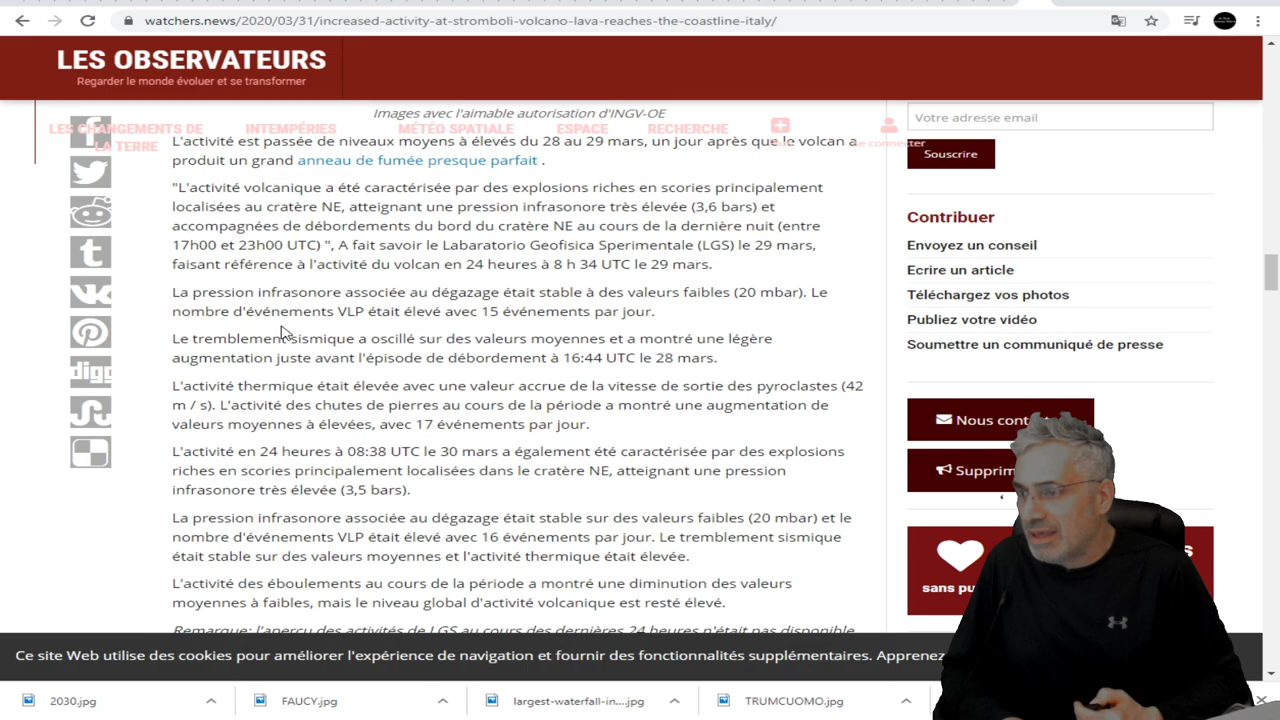 watchers.news/2020/03/31/increased-activity-at-stromboli-volcano-lava-reaches-the-coastline-italy/
LES OBSERVATEURS
Regarder le monde évoluer et se transformer
Images avec l'aimable autorisation d'INGV-OE
LES CHANGEMENTS DE LA TERRE
INTEMPÉRIES
MÉTÉO SPATIALE
ESPACE
RECHERCHE
connecter
L'activité est passée de niveaux moyens à élevés du 28 au 29 mars, un jour après que le volcan a
produit un grand anneau de fumée presque parfait .
"L'activité volcanique a été caractérisée par des explosions riches en scories principalement
localisées au cratère NE, atteignant une pression infrasonore très élevée (3,6 bars) et
accompagnées de débordements du bord du cratère NE au cours de la dernière nuit (entre
17h00 et 23h00 UTC) ", A fait savoir le Labaratorio Geofisica Sperimentale (LGS) le 29 mars,
faisant référence à l'activité du volcan en 24 heures à 8 h 34 UTC le 29 mars.
La pression infrasonore associée au dégazage était stable à des valeurs faibles (20 mbar). Le
nombre d'événements VLP était élevé avec 15 événements par jour.
Le tremblement sismique a oscillé sur des valeurs moyennes et a montré une légère
augmentation juste avant l'épisode de débordement à 16:44 UTC le 28 mars.
L'activité thermique était élevée avec une valeur accrue de la vitesse de sortie des pyroclastes (42
m / s). L'activité des chutes de pierres au cours de la période a montré une augmentation de
valeurs moyennes à élevées, avec 17 événements par jour.
L'activité en 24 heures à 08:38 UTC le 30 mars a également été caractérisée par des explosions
riches en scories principalement localisées dans le cratère NE, atteignant une pression
infrasonore très élevée (3,5 bars).
La pression infrasonore associée au dégazage était stable sur des valeurs faibles (20 mbar) et le
nombre d'événements VLP était élevé avec 16 événements par jour. Le tremblement sismique
était stable sur des valeurs moyennes et l'activité thermique était élevée.
L'activité des éboulements au cours de la période a montré une diminution des valeurs
moyennes à faibles, mais le niveau global d'activité volcanique est resté élevé.
Remarque: l'aperçu des activités de LGS au cours des dernières 24 heures n'était pas disponible
digg
Votre adresse email
Souscrire
Contribuer
Envoyez un conseil
Ecrire un article
Téléchargez vos photos
Publiez votre vidéo
Soumettre un communiqué de presse
Nous
Supprim
sans pu
Ce site Web utilise des cookies pour améliorer l'expérience de navigation et fournir des fonctionnalités supplémentaires. Apprenez
2030.jpg
FAUCY.jpg
largest-waterfall-in....jpg
TRUMCUOMO.jpg